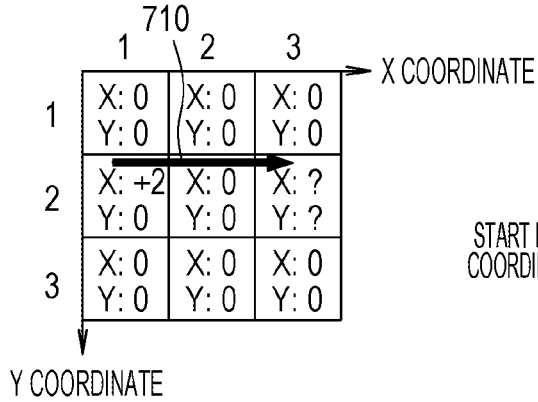 710
1 2 3
X COORDINATE
1 X: 0 X: 0 X: 0
Y: 0 Y: 0 Y: 0
2 X: +2 X: 0 X: ?
Y: 0 Y: 0 Y: ?
3 X: 0 X: 0 X: 0
Y: 0 Y: 0 Y: 0
START
Y COORDINATE